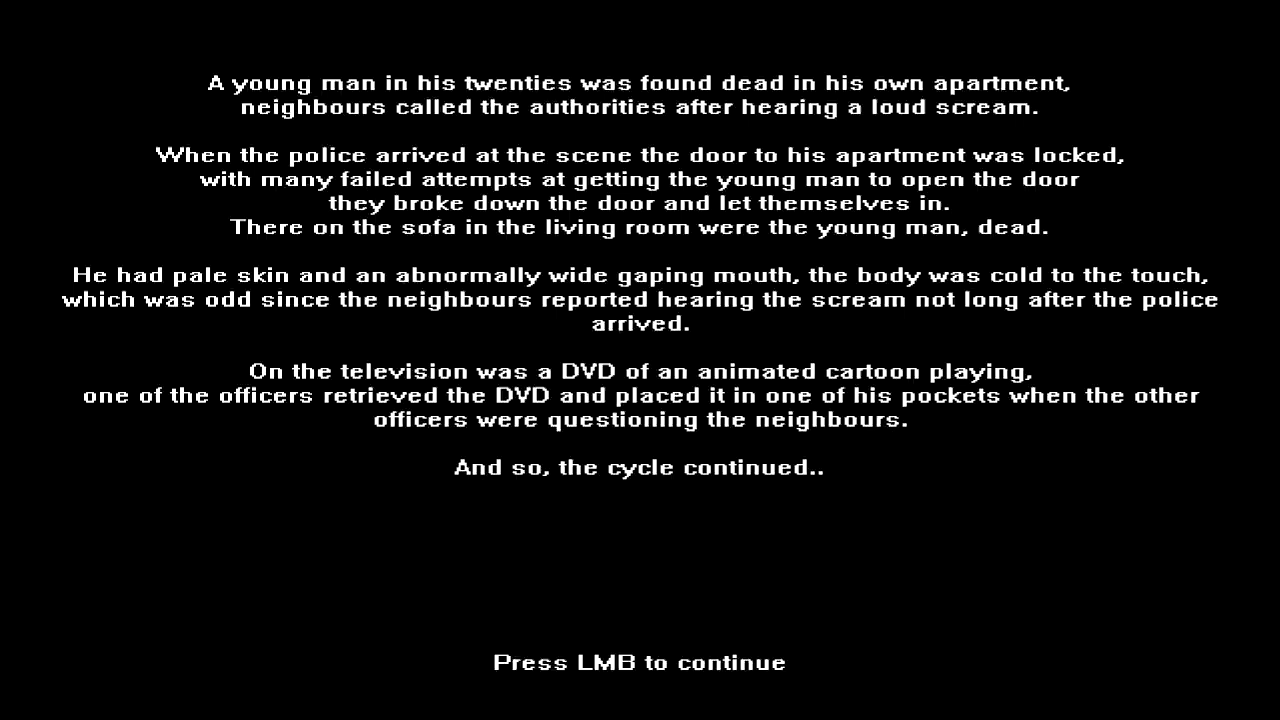 A young man in his twenties was found dead in his own apartment,
neighbours called the authorities after hearing a loud scream.
When the police arrived at the scene the door to his apartment was locked,
with many failed attempts at getting the young man to open the door
they broke down the door and let themselves in.
There on the sofa in the living room were the young man, dead.
He had pale skin and an abnormally wide gaping mouth, the body was cold to the touch,
which was odd since the neighbours reported hearing the scream not long after the police
arrived.
On the television was a DVD of an animated cartoon playing,
one of the officers retrieved the DVD and placed it in one of his pockets when the other
officers were questioning the neighbours.
And so, the cycle continued..
Press LMB to continue